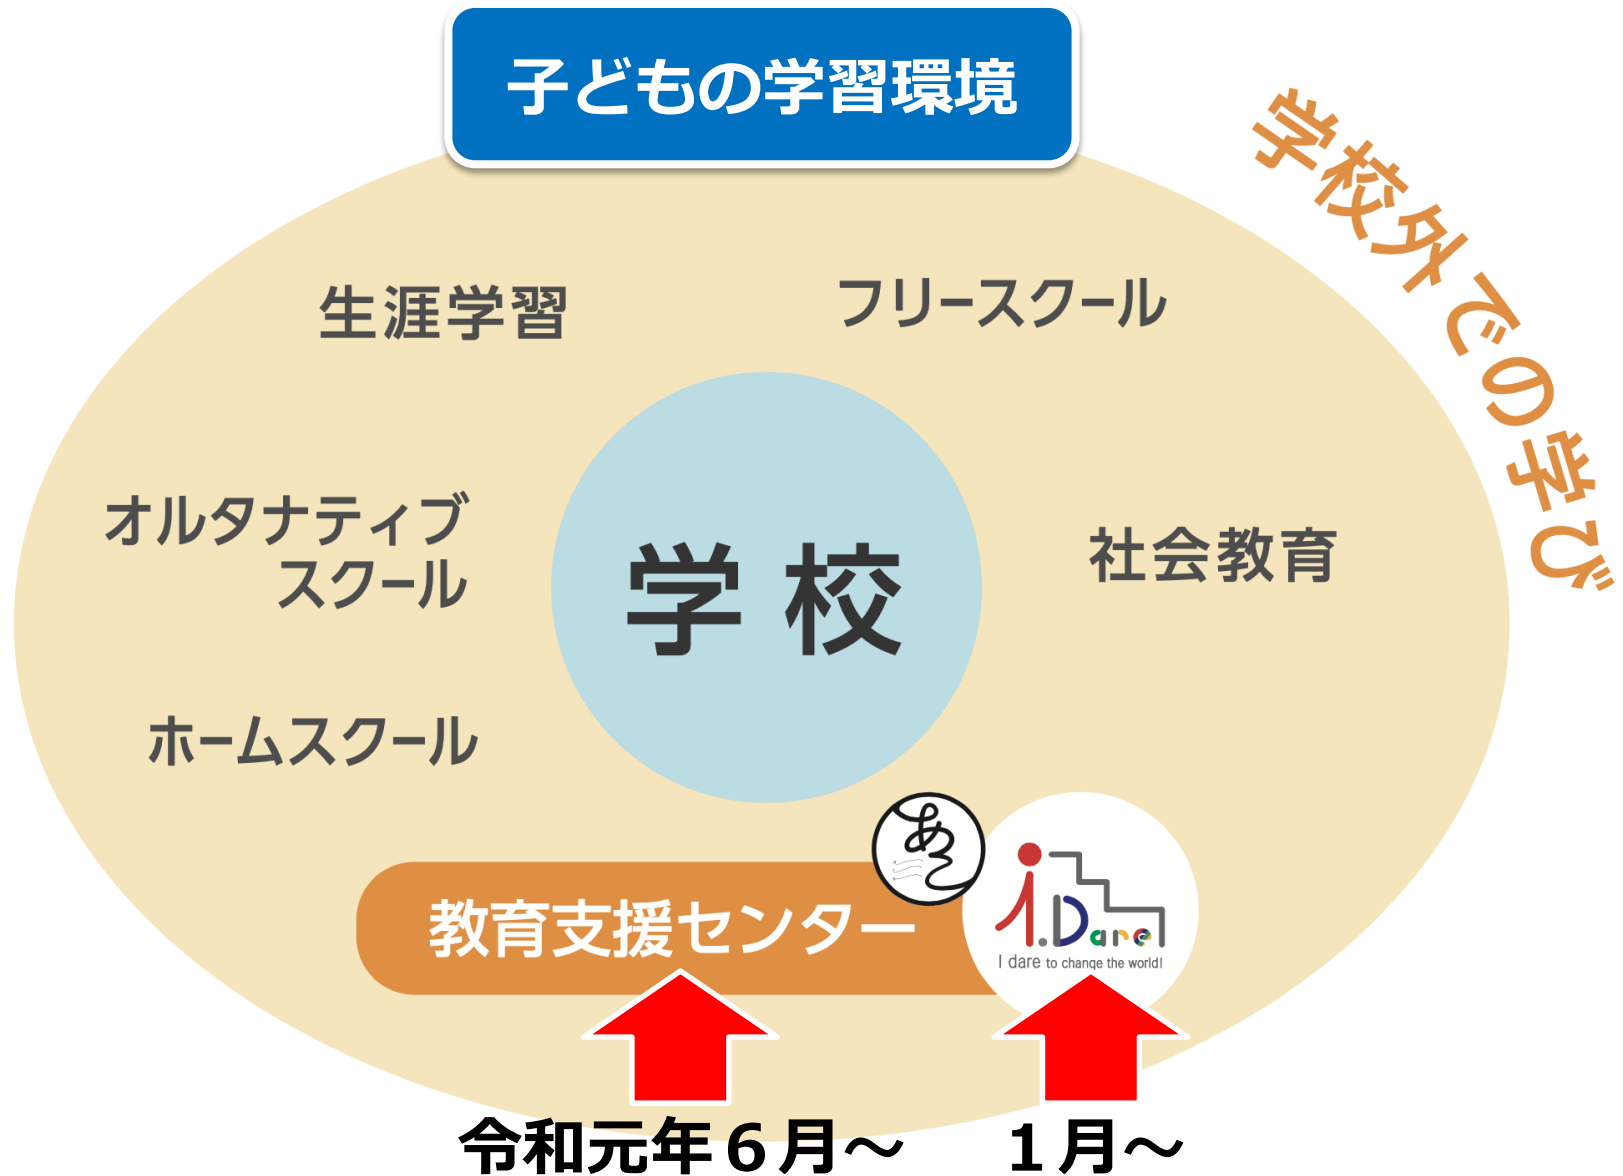 子どもの学習環境
学校外での学び
生涯学習
フリースクール
オルタナティブ
スクール
学校
社会教育
ホームスクール
あそ
教育支援センター
i.Dare
I dare to change the world!
令和元年６月～
１月～